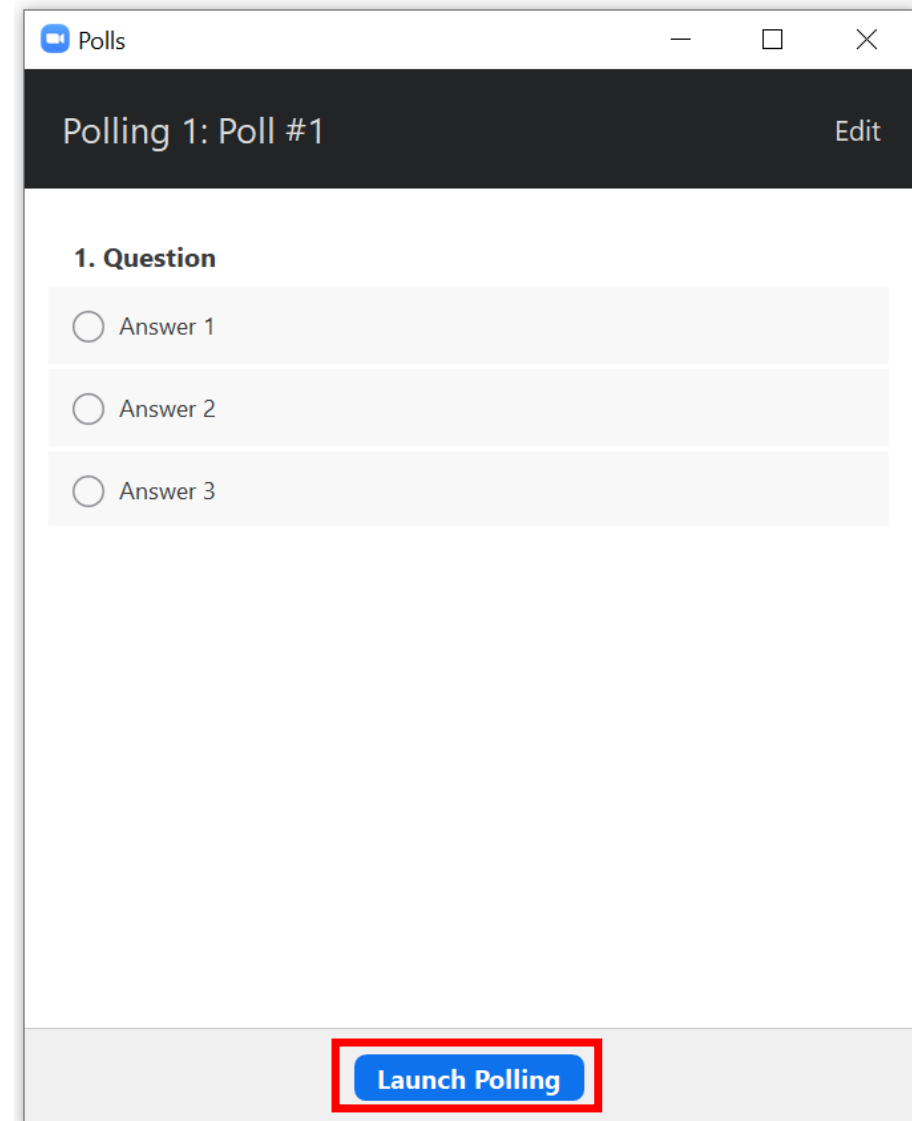 Polls
Polling 1: Poll #1 Edit
1. Question
Answer 1
Answer 2
Answer 3
Launch Polling